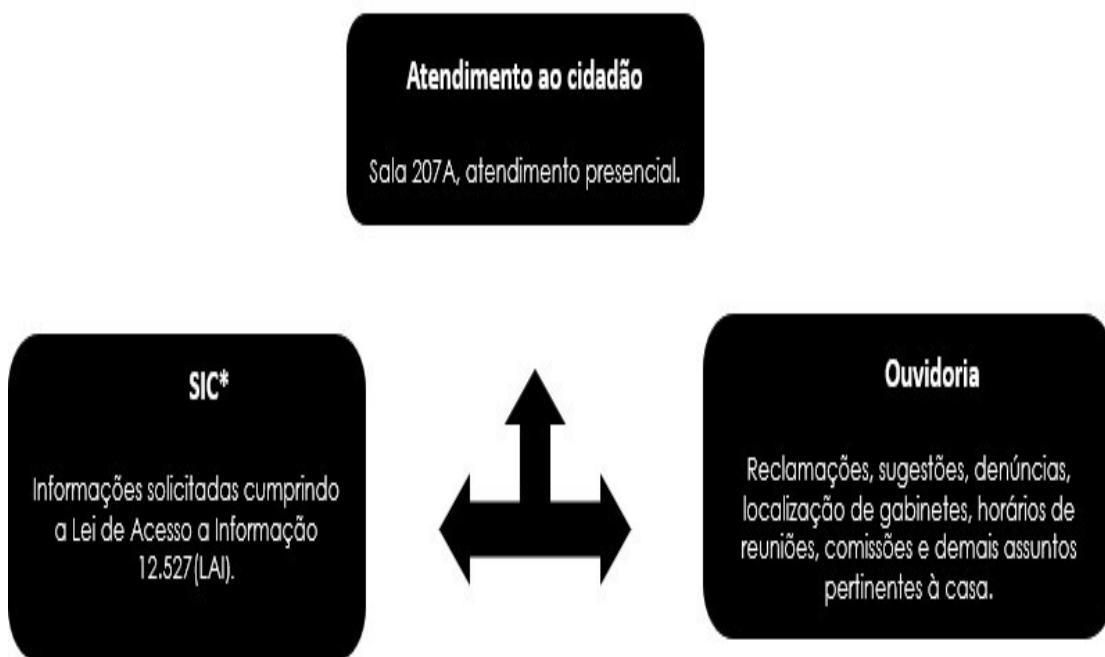 Atendimento ao cidadão
Sala 207A, atendimento presencial.
SIC*
Informações solicitadas cumprindo
a Lei de Acesso a Informação
12.527(LAI).
Ouvidoria
Reclamações, sugestões, denúncias,
localização de gabinetes, horários de
reuniões, comissões e demais assuntos
pertinentes à casa.